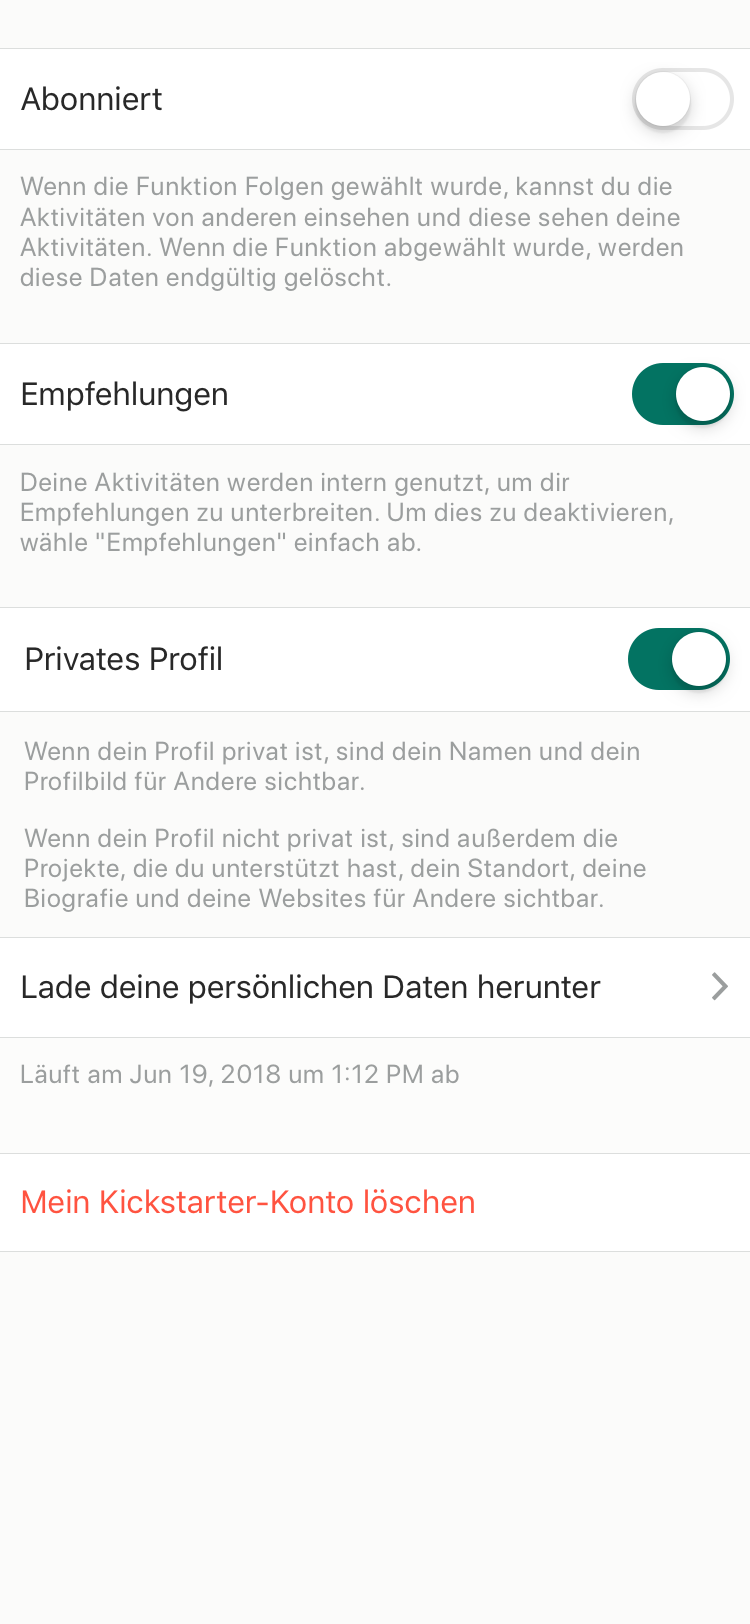 Abonniert
Wenn die Funktion Folgen gewählt wurde, kannst du die
Aktivitäten von anderen einsehen und diese sehen deine
Aktivitäten. Wenn die Funktion abgewählt wurde, werden
diese Daten endgültig gelöscht.
Empfehlungen
Deine Aktivitäten werden intern genutzt, um dir
Empfehlungen zu unterbreiten. Um dies zu deaktivieren,
wähle "Empfehlungen" einfach ab.
Privates Profil
Wenn dein Profil privat ist, sind dein Namen und dein
Profilbild für Andere sichtbar.
Wenn dein Profil nicht privat ist, sind außerdem die
Projekte, die du unterstützt hast, dein Standort, deine
Biografie und deine Websites für Andere sichtbar.
Lade deine persönlichen Daten herunter
Läuft am Jun 19, 2018 um 1:12 PM ab
Mein Kickstarter-Konto löschen